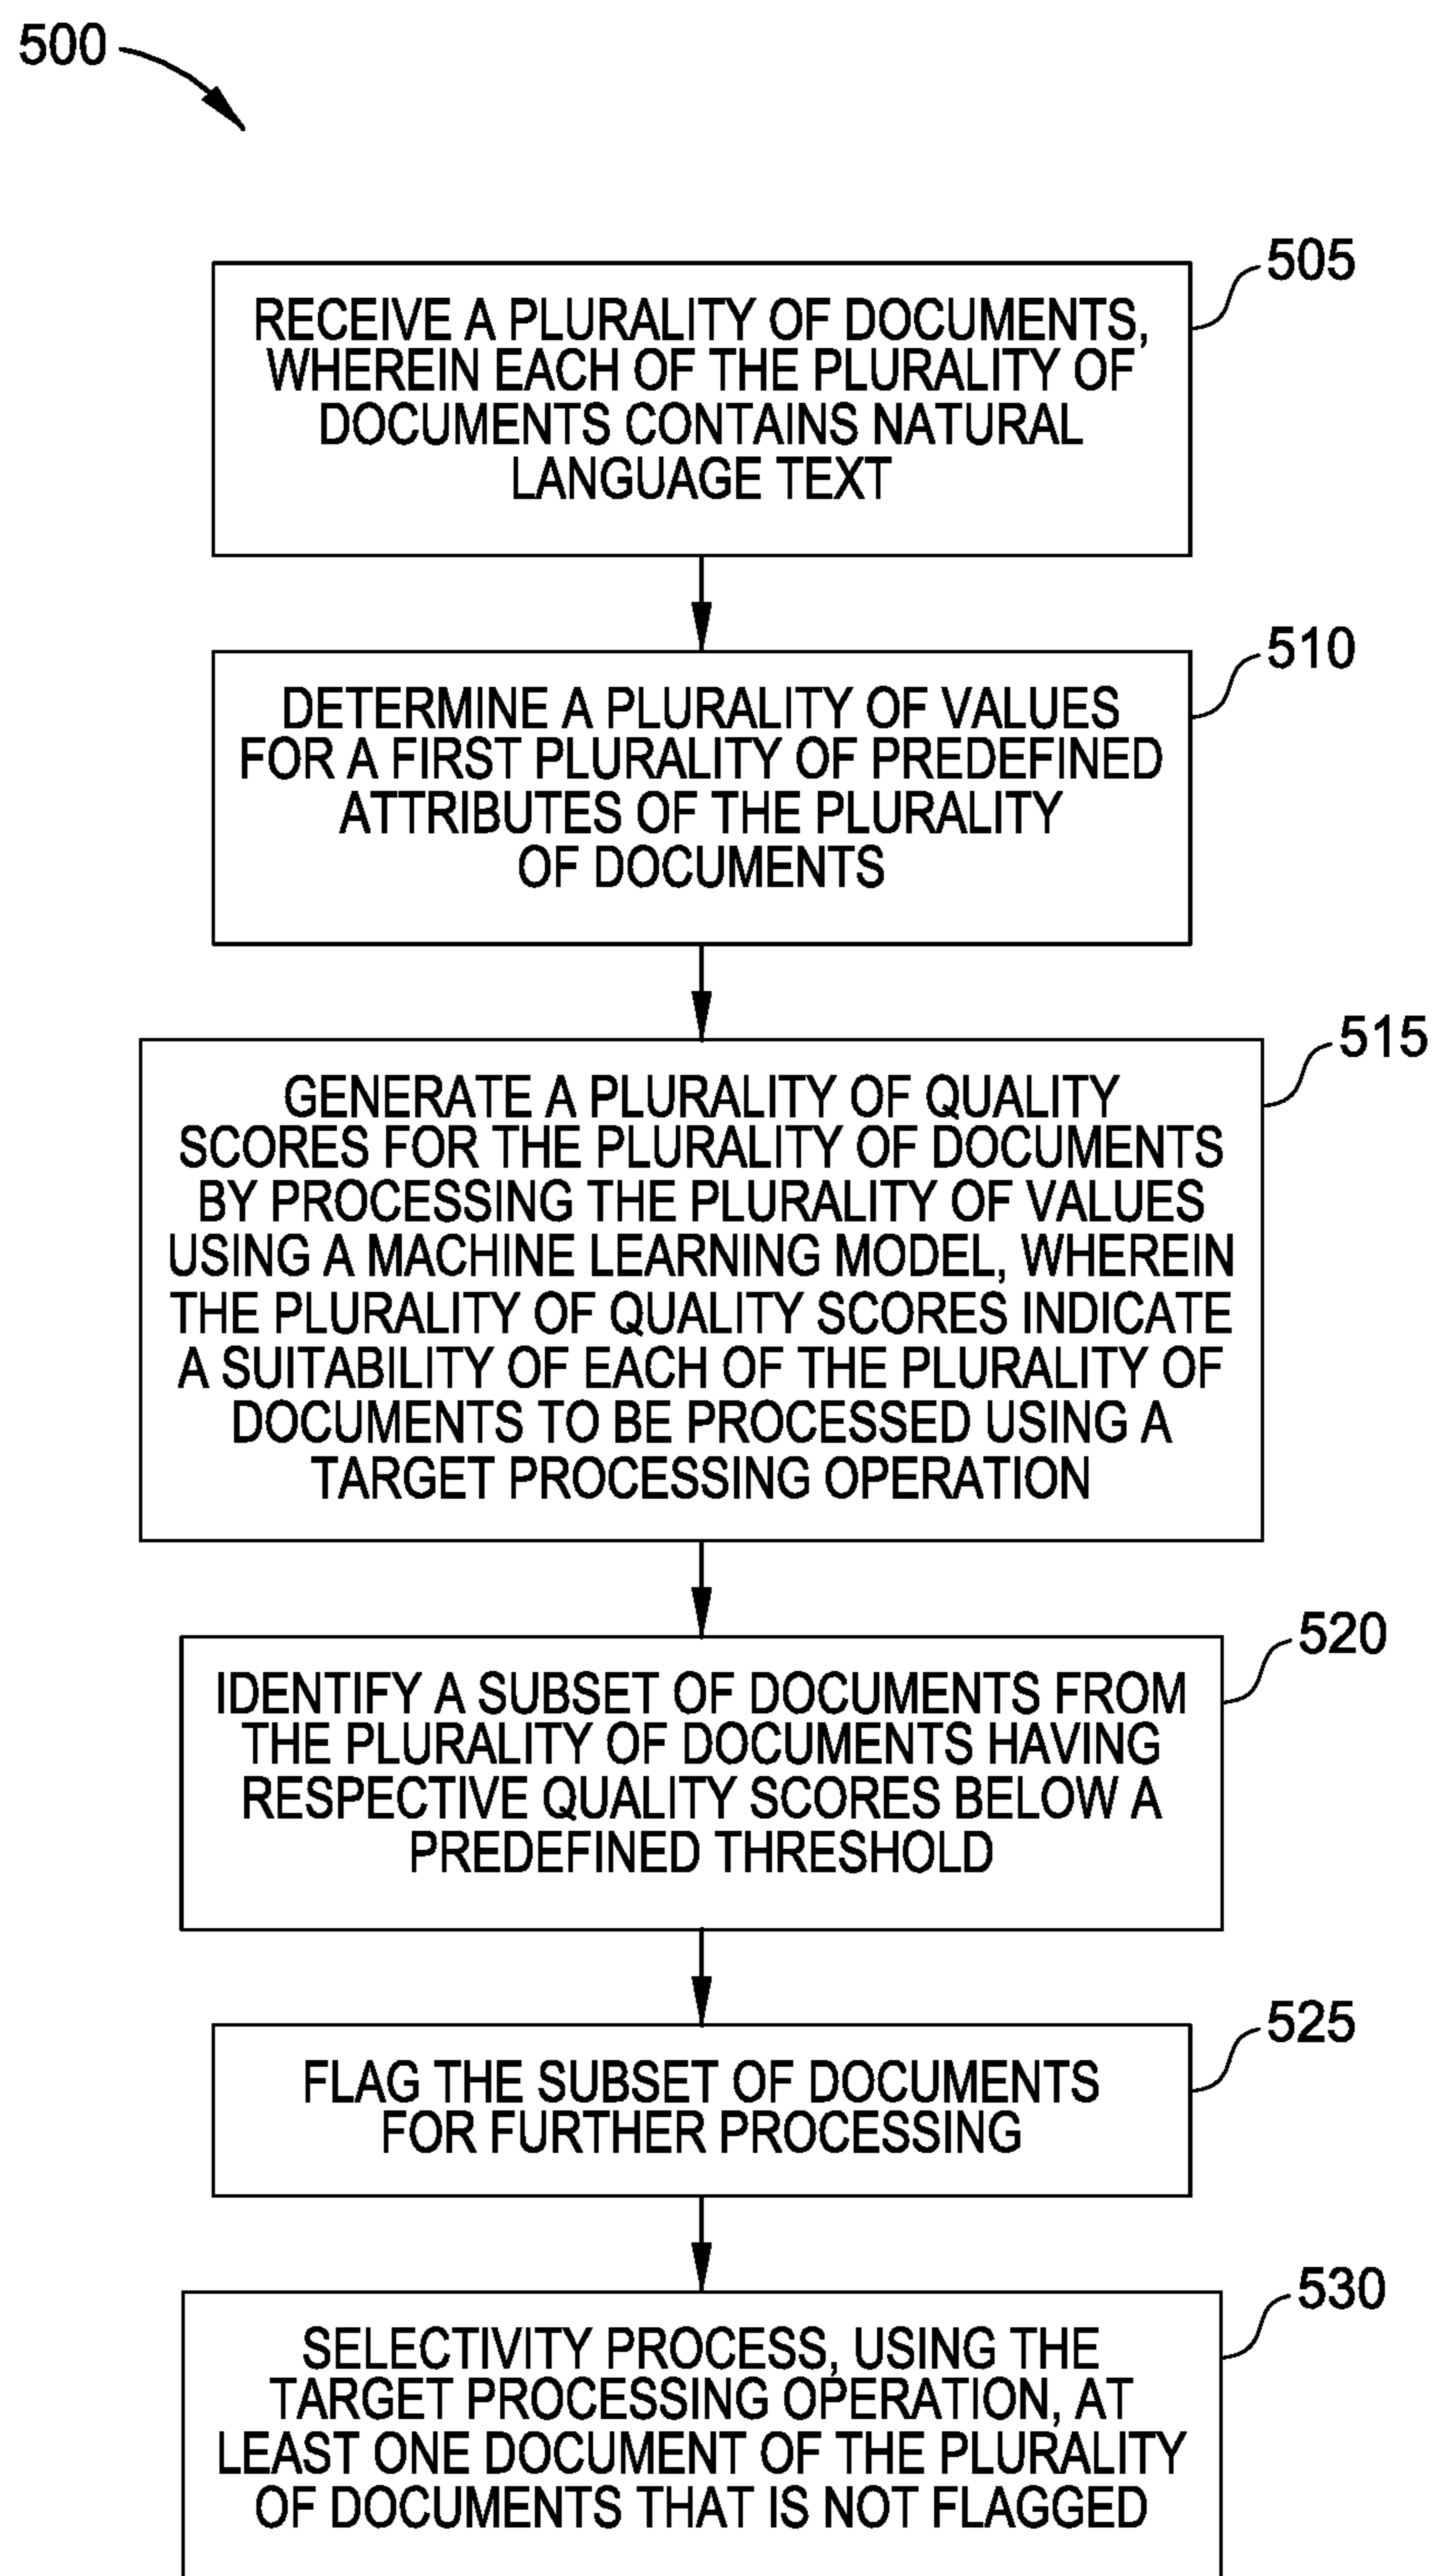 500
505
RECEIVE A PLURALITY OF DOCUMENTS,
WHEREIN EACH OF THE PLURALITY OF
DOCUMENTS CONTAINS NATURAL
LANGUAGE TEXT
510
DETERMINE A PLURALITY OF VALUES
FOR A FIRST PLURALITY OF PREDEFINED
ATTRIBUTES OF THE PLURALITY
OF DOCUMENTS
515
GENERATE A PLURALITY OF QUALITY
SCORES FOR THE PLURALITY OF DOCUMENTS
BY PROCESSING THE PLURALITY OF VALUES
USING A MACHINE LEARNING MODEL, WHEREIN
THE PLURALITY OF QUALITY SCORES INDICATE
A SUITABILITY OF EACH OF THE PLURALITY OF
DOCUMENTS TO BE PROCESSED USING A
TARGET PROCESSING OPERATION
520
IDENTIFY A SUBSET OF DOCUMENTS FROM
THE PLURALITY OF DOCUMENTS HAVING
RESPECTIVE QUALITY SCORES BELOW A
PREDEFINED THRESHOLD
525
FLAG THE SUBSET OF DOCUMENTS
FOR FURTHER PROCESSING
530
SELECTIVITY PROCESS, USING THE
TARGET PROCESSING OPERATION, AT
LEAST ONE DOCUMENT OF THE PLURALITY
OF DOCUMENTS THAT IS NOT FLAGGED